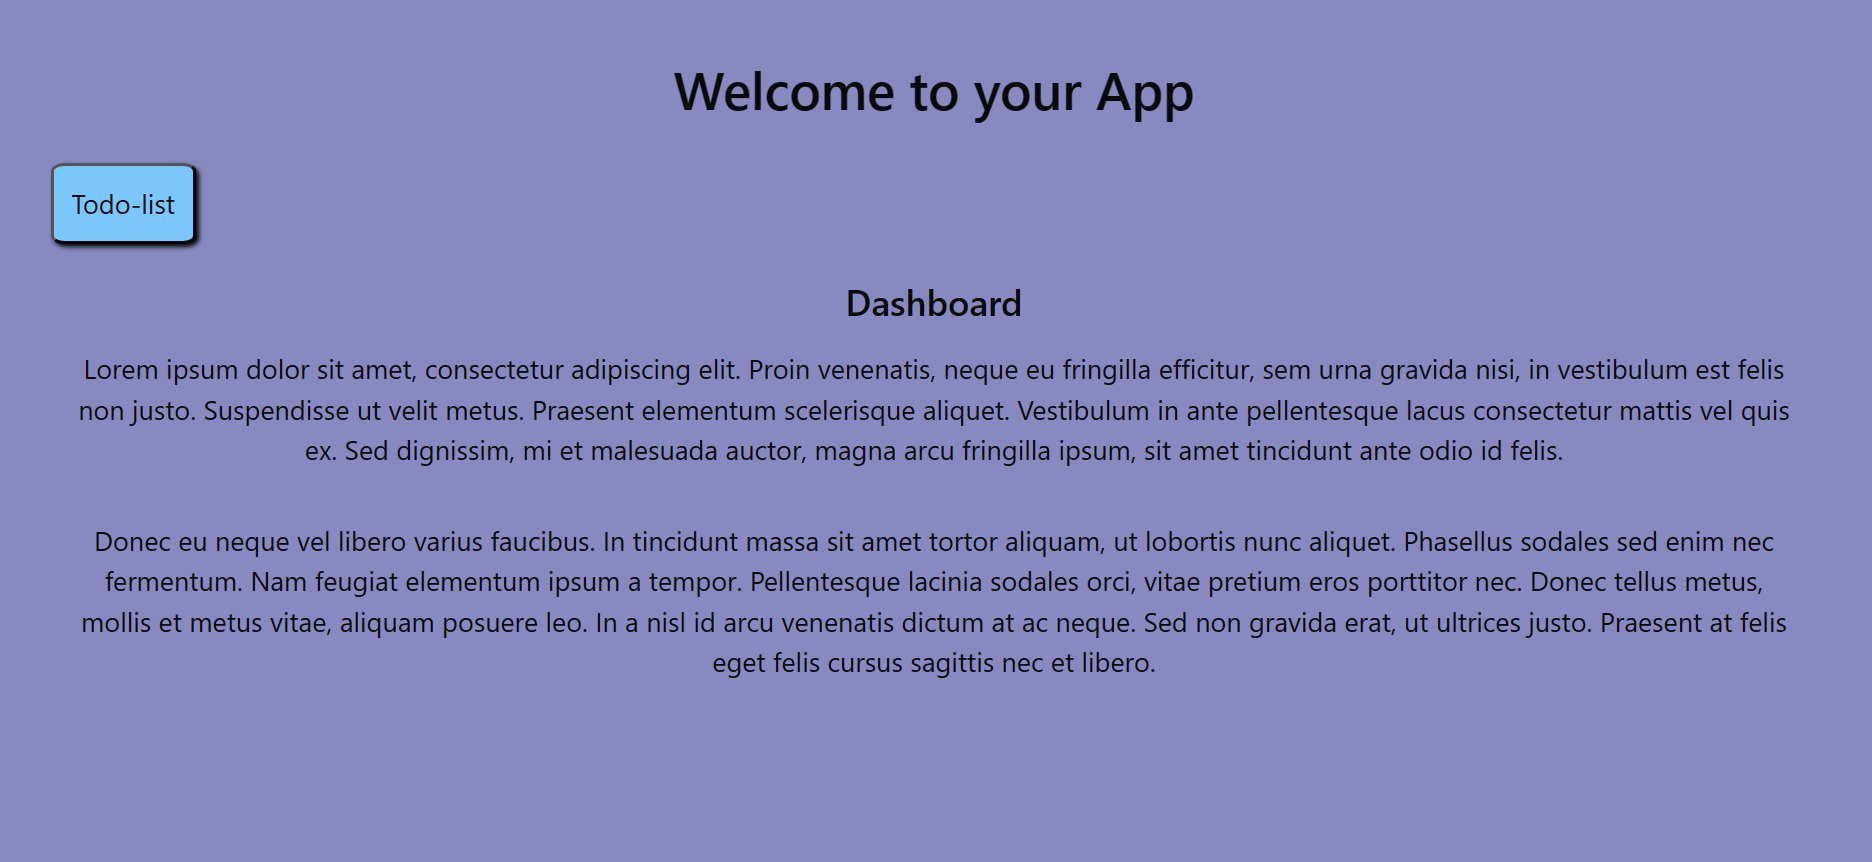 Welcome to your App
Todo-list
Dashboard
Lorem ipsum dolor sit amet, consectetur adipiscing elit. Proin venenatis, neque eu fringilla efficitur, sem urna gravida nisi, in vestibulum est felis
non justo. Suspendisse ut velit metus. Praesent elementum scelerisque aliquet. Vestibulum in ante pellentesque lacus consectetur mattis vel quis
ex. Sed dignissim, mi et malesuada auctor, magna arcu fringilla ipsum, sit amet tincidunt ante odio id felis.
Donec eu neque vel libero varius faucibus. In tincidunt massa sit amet tortor aliquam, ut lobortis nunc aliquet. Phasellus sodales sed enim nec
fermentum. Nam feugiat elementum ipsum a tempor. Pellentesque lacinia sodales orci, vitae pretium eros porttitor nec. Donec tellus metus,
mollis et metus vitae, aliquam posuere leo. In a nisl id arcu venenatis dictum at ac neque. Sed non gravida erat, ut ultrices justo. Praesent at felis
eget felis cursus sagittis nec et libero.